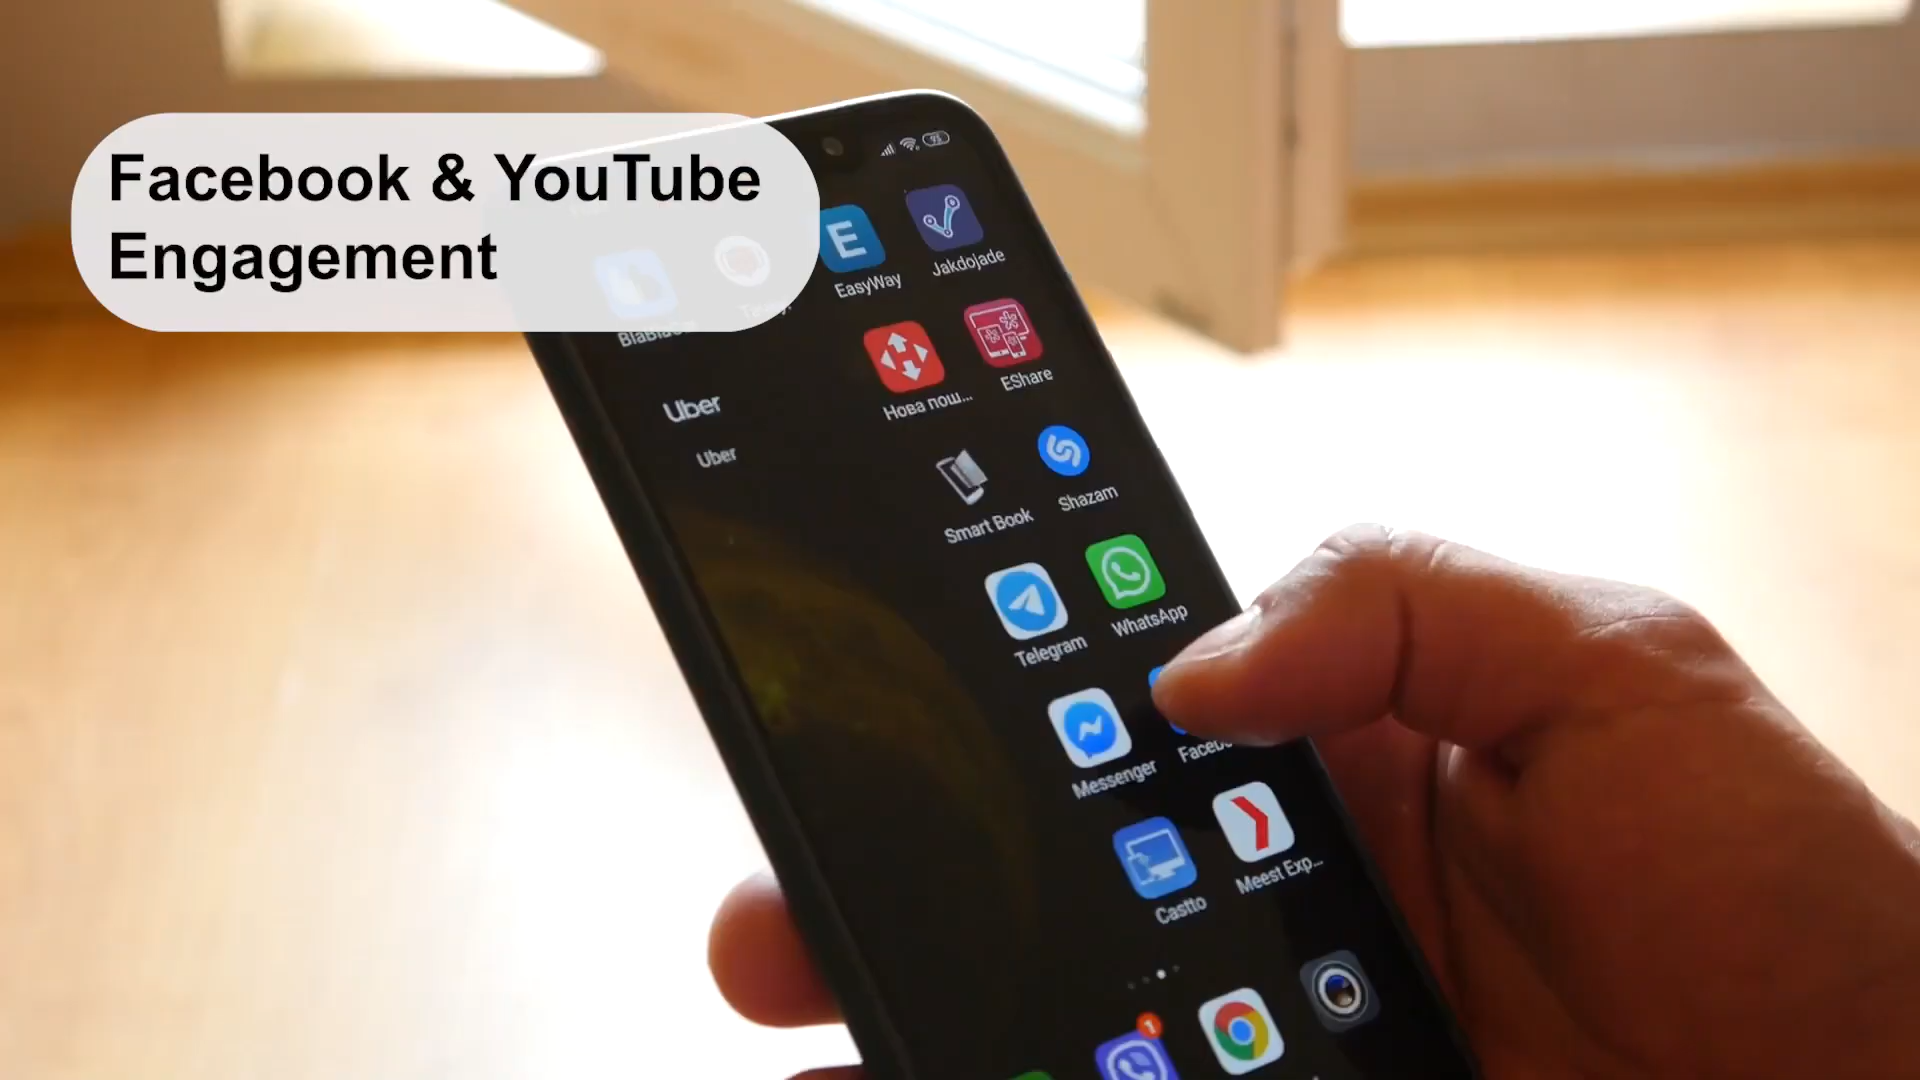 Facebook & YouTube
Engagement
EasyWay
Jakdojade
Нова пош...
EShare
Uber
Uber
Smart Book
Shazam
Telegram
WhatsApp
Messenger
Castto
Meest Exp...
1